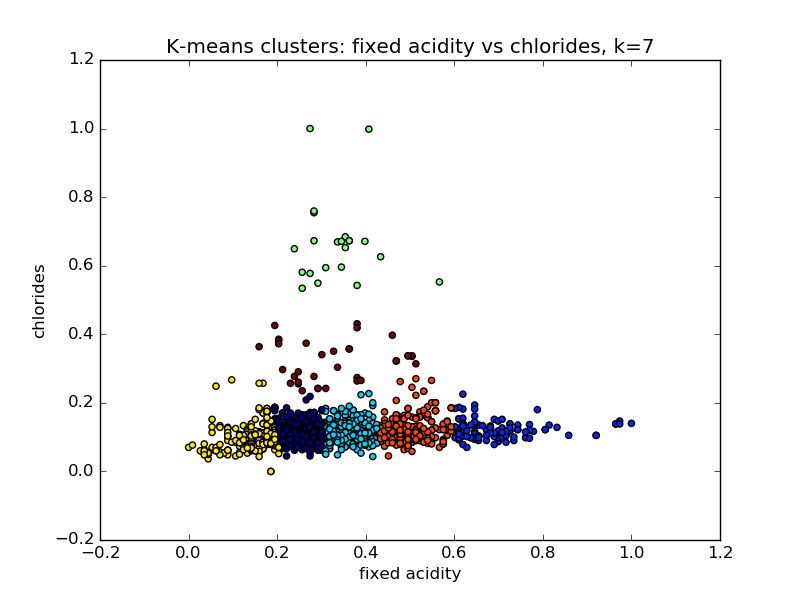 K-means clusters: fixed acidity vs chlorides, k=7
1.2
1.0
0.8
0.6
0.4
0.2
0.0
−0.2
chlorides
−0.2 0.0 0.2 0.4 0.6 0.8 1.0 1.2
fixed acidity